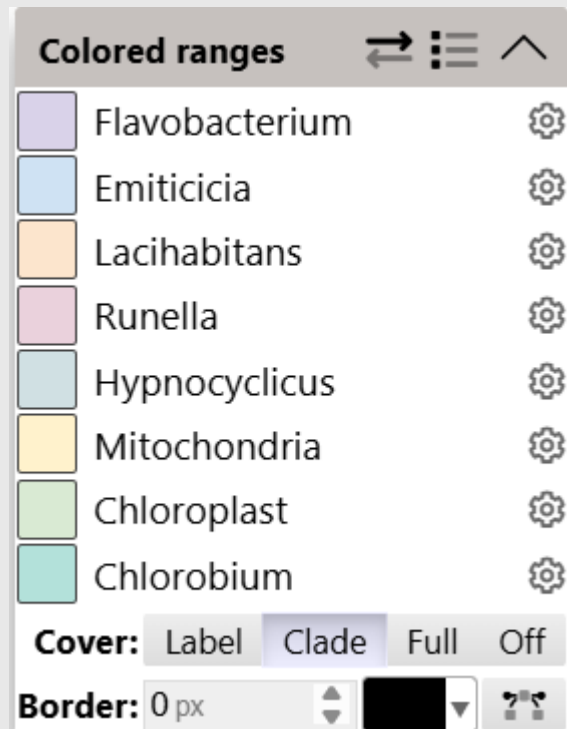 Colored ranges
Flavobacterium
Emiticicia
Lacihabitans
Runella
Hypnocyclicus
Mitochondria
Chloroplast
Chlorobium
Cover: Label Clade Full Off
Border: 0 px